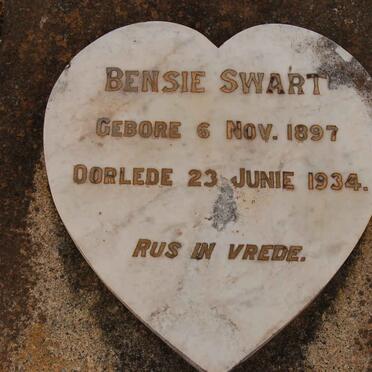 BENSIE SWART
GEBORE 6 NOV. 1897
OORLEDE 23 JUNIE 1934.
RUS IN VREDE.